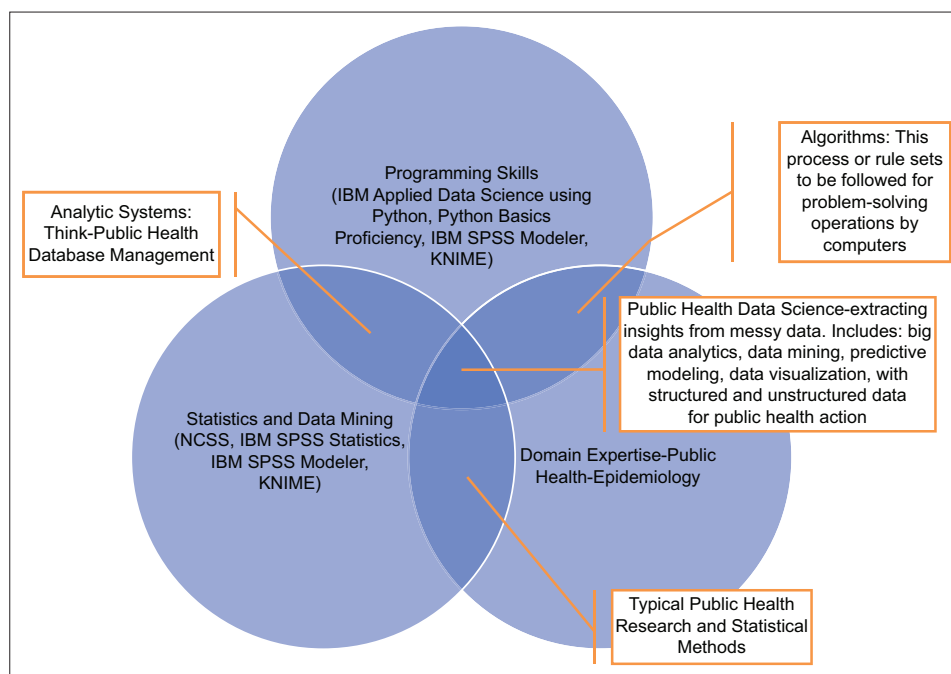 Programming Skills
(IBM Applied Data Science using
Python, Python Basics
Proficiency, IBM SPSS Modeler,
KNIME)
Algorithms: This
process or rule sets
to be followed for
problem-solving
operations by
computers
Analytic Systems:
Think-Public Health
Database Management
Public Health Data Science-extracting
insights from messy data. Includes: big
data analytics, data mining, predictive
modeling, data visualization, with
structured and unstructured data
for public health action
Statistics and Data Mining
(NCSS, IBM SPSS Statistics,
IBM SPSS Modeler,
KNIME)
Domain Expertise-Public
Health-Epidemiology
Typical Public Health
Research and Statistical
Methods